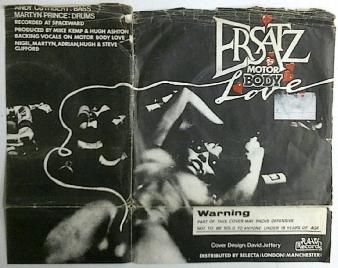 ANDY CUTHBERT: BASS
MARTYN PRINCE: DRUMS
RECORDED AT SPACEWARD
PRODUCED BY MIKE KEMP & HUGH ASHTON
BACKING VOCALS ON MOTOR BODY LOVE
NIGEL, MARTYN, ADRIAN, HUGH & STEVE
CLIFFORD
ERSATZ
MOTOR
BODY
Love
Warning
PART OF THIS COVER MAY PROVE OFFENSIVE
NOT TO BE SOLD TO ANYONE UNDER 18 YEARS OF AGE
Cover Design: David Jeffery
RAW
Records
DISTRIBUTED BY SELECTA (LONDON) (MANCHESTER)